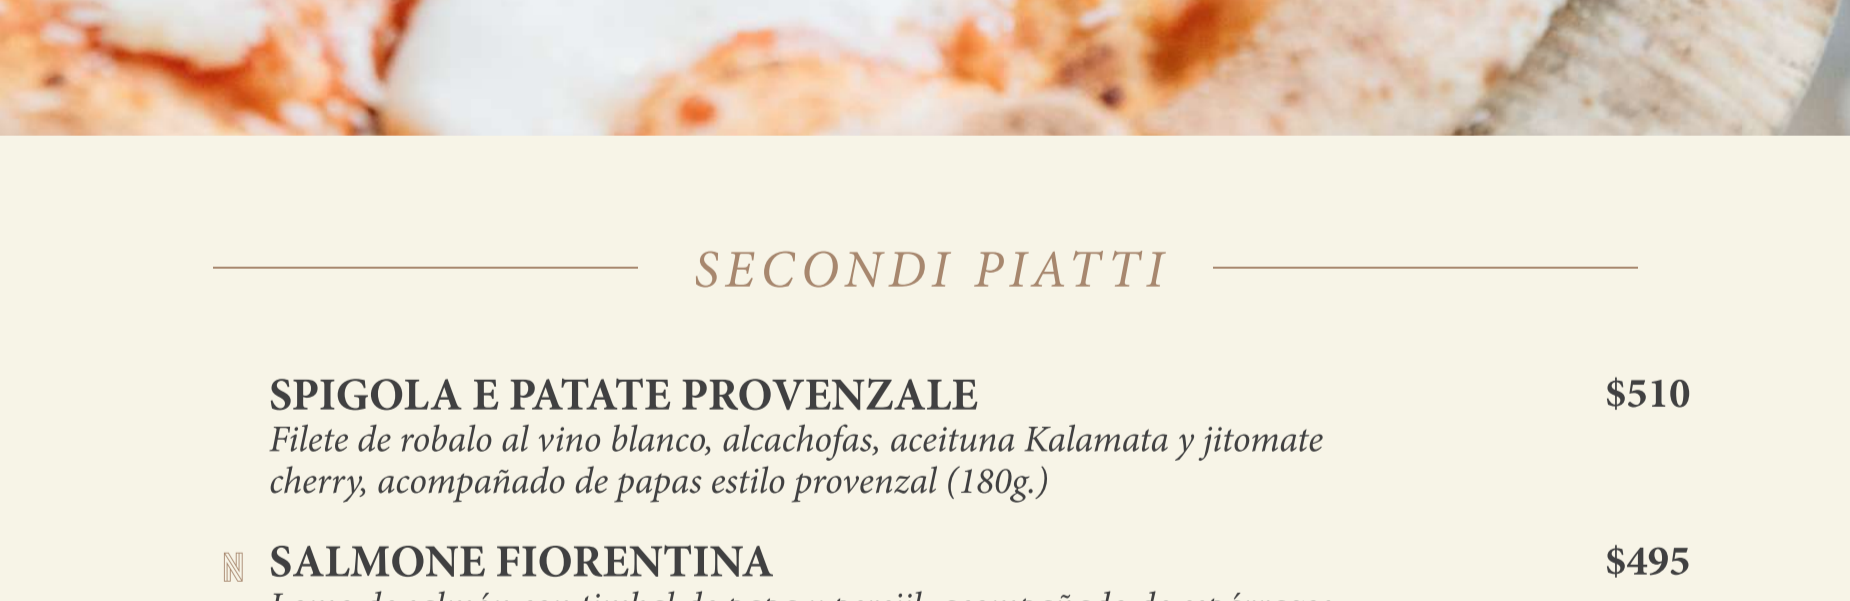 SECONDI PIATTI
SPIGOLA E PATATE PROVENZALE $510
Filete de robalo al vino blanco, alcachofas, aceituna Kalamata y jitomate
cherry, acompañado de papas estilo provenzal (180g.)
N SALMONE FIORENTINA $495